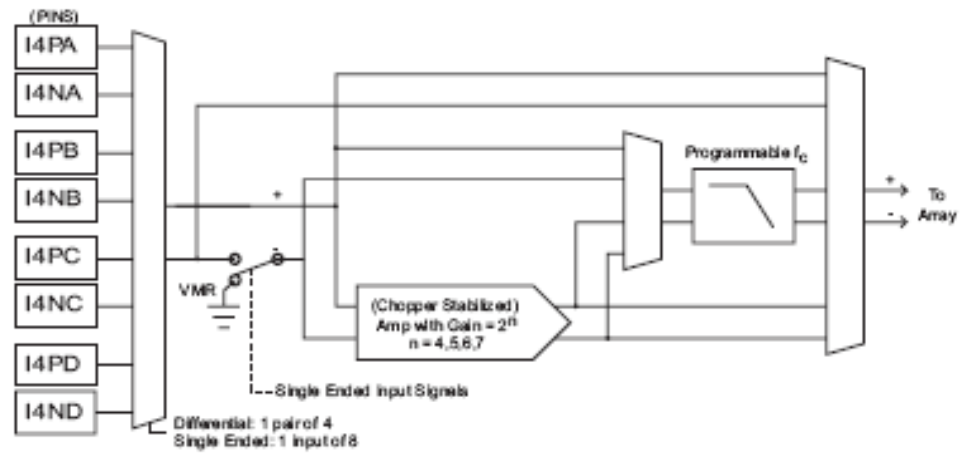 (PINS)
I4PA
I4NA
I4PB
I4NB
I4PC
I4NC
I4PD
I4ND
+
-
VMR
Programmable fc
(Chopper Stabilized)
Amp with Gain = 2ⁿ
n = 4,5,6,7
+
-
To
Array
Single Ended Input Signals
Differential: 1 pair of 4
Single Ended: 1 input of 8